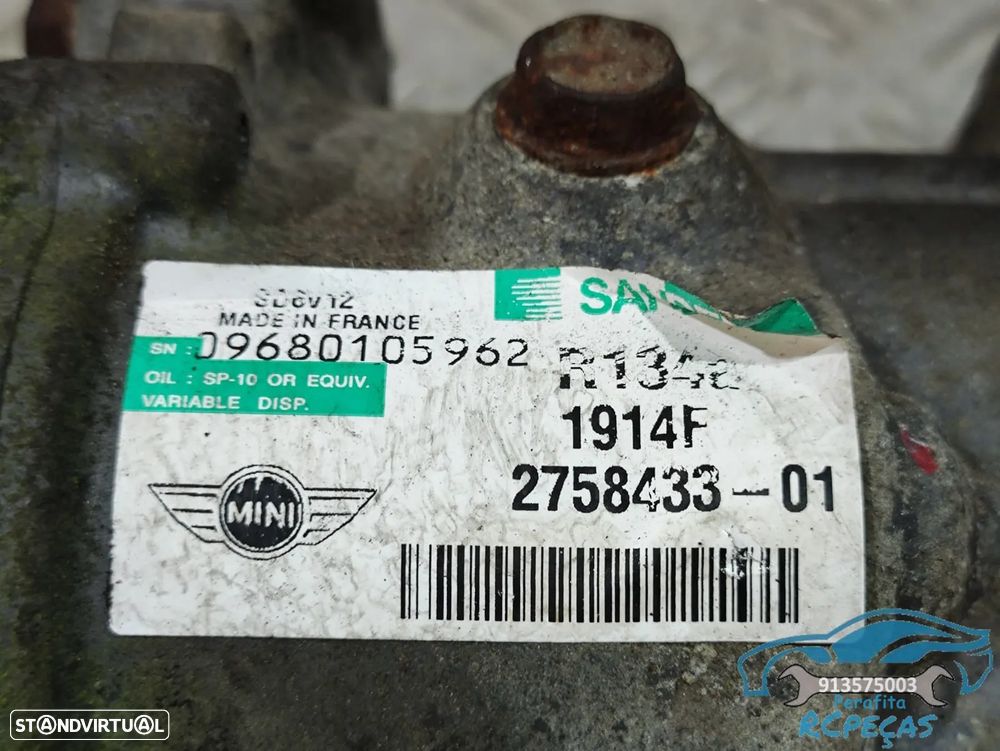 SD6V12
MADE IN FRANCE
SN : 09680105962
OIL : SP-10 OR EQUIV.
VARIABLE DISP.
R134a
1914F
2758433-01
MINI
913575003
Perafita
RCPEÇAS
STANDVIRTUAL